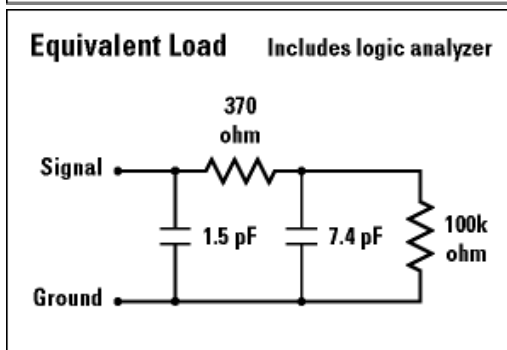 Equivalent Load Includes logic analyzer
370
ohm
Signal
1.5 pF
7.4 pF
100k
ohm
Ground